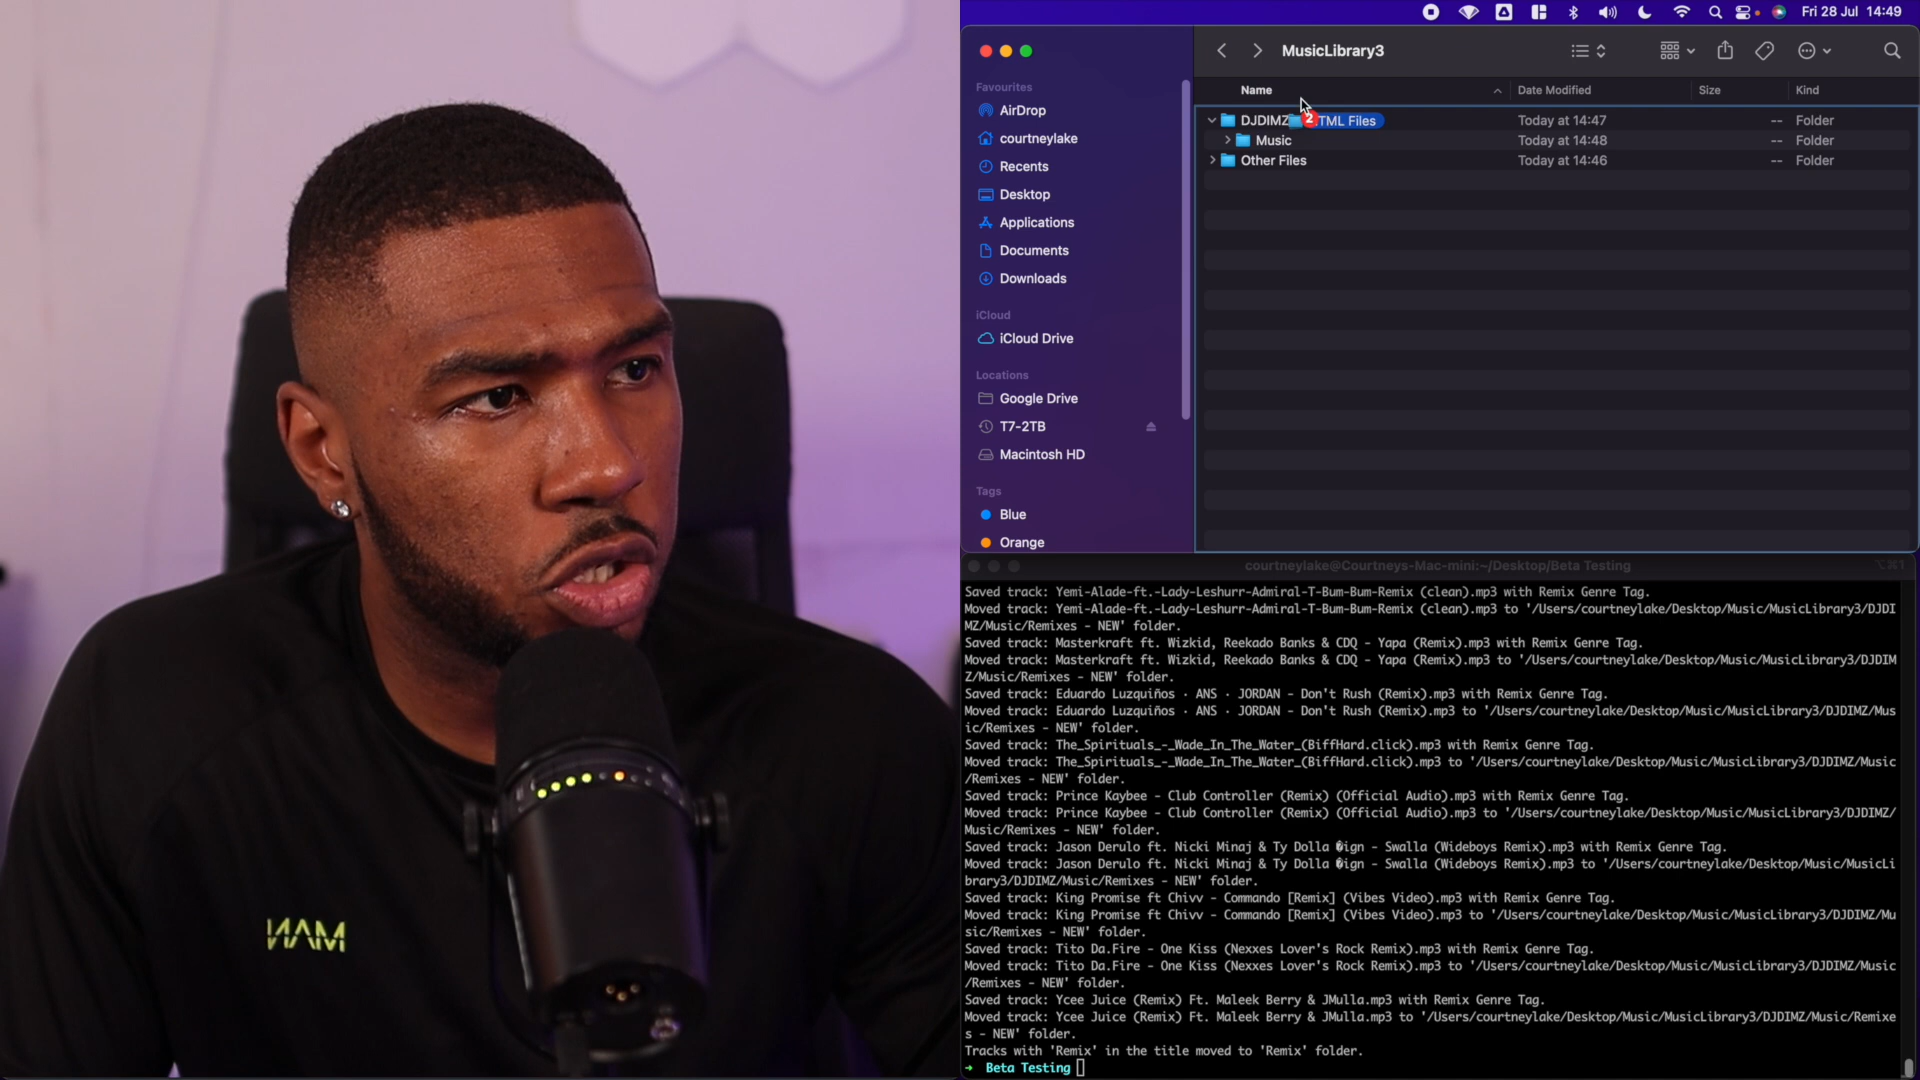 Fri 28 Jul 14:49
MusicLibrary3
Favourites
AirDrop
courtneylake
Recents
Desktop
Applications
Documents
Downloads
iCloud
iCloud Drive
Locations
Google Drive
T7-2TB
Macintosh HD
Tags
Blue
Orange
Name Date Modified Size Kind
DJDIMZ 2 TML Files Today at 14:47 -- Folder
Music Today at 14:48 -- Folder
Other Files Today at 14:46 -- Folder
courtneylake@Courtneys-Mac-mini:~/Desktop/Beta Testing ⌥⌘1
Saved track: Yemi-Alade-ft.-Lady-Leshurr-Admiral-T-Bum-Bum-Remix (clean).mp3 with Remix Genre Tag.
Moved track: Yemi-Alade-ft.-Lady-Leshurr-Admiral-T-Bum-Bum-Remix (clean).mp3 to '/Users/courtneylake/Desktop/Music/MusicLibrary3/DJDI
MZ/Music/Remixes - NEW' folder.
Saved track: Masterkraft ft. Wizkid, Reekado Banks & CDQ - Yapa (Remix).mp3 with Remix Genre Tag.
Moved track: Masterkraft ft. Wizkid, Reekado Banks & CDQ - Yapa (Remix).mp3 to '/Users/courtneylake/Desktop/Music/MusicLibrary3/DJDIM
Z/Music/Remixes - NEW' folder.
Saved track: Eduardo Luzquiños · ANS · JORDAN - Don't Rush (Remix).mp3 with Remix Genre Tag.
Moved track: Eduardo Luzquiños · ANS · JORDAN - Don't Rush (Remix).mp3 to '/Users/courtneylake/Desktop/Music/MusicLibrary3/DJDIMZ/Mus
ic/Remixes - NEW' folder.
Saved track: The_Spirituals_-_Wade_In_The_Water_(BiffHard.click).mp3 with Remix Genre Tag.
Moved track: The_Spirituals_-_Wade_In_The_Water_(BiffHard.click).mp3 to '/Users/courtneylake/Desktop/Music/MusicLibrary3/DJDIMZ/Music
/Remixes - NEW' folder.
Saved track: Prince Kaybee - Club Controller (Remix) (Official Audio).mp3 with Remix Genre Tag.
Moved track: Prince Kaybee - Club Controller (Remix) (Official Audio).mp3 to '/Users/courtneylake/Desktop/Music/MusicLibrary3/DJDIMZ/
Music/Remixes - NEW' folder.
Saved track: Jason Derulo ft. Nicki Minaj & Ty Dolla �ign - Swalla (Wideboys Remix).mp3 with Remix Genre Tag.
Moved track: Jason Derulo ft. Nicki Minaj & Ty Dolla �ign - Swalla (Wideboys Remix).mp3 to '/Users/courtneylake/Desktop/Music/MusicLi
brary3/DJDIMZ/Music/Remixes - NEW' folder.
Saved track: King Promise ft Chivv - Commando [Remix] (Vibes Video).mp3 with Remix Genre Tag.
Moved track: King Promise ft Chivv - Commando [Remix] (Vibes Video).mp3 to '/Users/courtneylake/Desktop/Music/MusicLibrary3/DJDIMZ/Mu
sic/Remixes - NEW' folder.
Saved track: Tito Da.Fire - One Kiss (Nexxes Lover's Rock Remix).mp3 with Remix Genre Tag.
Moved track: Tito Da.Fire - One Kiss (Nexxes Lover's Rock Remix).mp3 to '/Users/courtneylake/Desktop/Music/MusicLibrary3/DJDIMZ/Music
/Remixes - NEW' folder.
Saved track: Ycee Juice (Remix) Ft. Maleek Berry & JMulla.mp3 with Remix Genre Tag.
Moved track: Ycee Juice (Remix) Ft. Maleek Berry & JMulla.mp3 to '/Users/courtneylake/Desktop/Music/MusicLibrary3/DJDIMZ/Music/Remixe
s - NEW' folder.
Tracks with 'Remix' in the title moved to 'Remix' folder.
→ Beta Testing